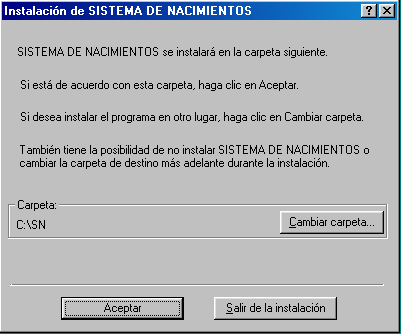 Instalación de SISTEMA DE NACIMIENTOS
SISTEMA DE NACIMIENTOS se instalará en la carpeta siguiente.
Si está de acuerdo con esta carpeta, haga clic en Aceptar.
Si desea instalar el programa en otro lugar, haga clic en Cambiar carpeta.
También tiene la posibilidad de no instalar SISTEMA DE NACIMIENTOS o
cambiar la carpeta de destino más adelante durante la instalación.
Carpeta:
C:\SN
Cambiar carpeta...
Aceptar
Salir de la instalación